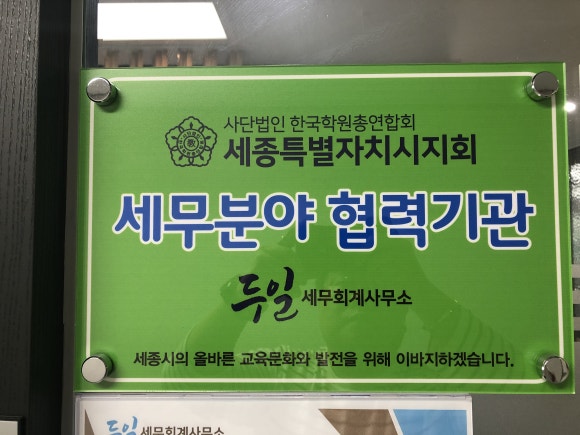 사단법인 한국학원총연합회
세종특별자치시지회
세무분야 협력기관
두일 세무회계사무소
세종시의 올바른 교육문화와 발전을 위해 이바지하겠습니다.
두일 세무회계사무소